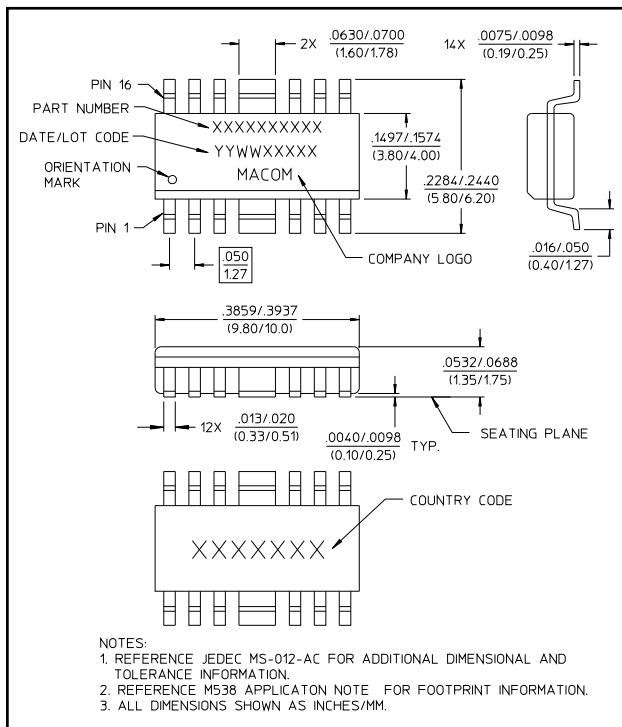 2X .0630/.0700
(1.60/1.78)
14X .0075/.0098
(0.19/0.25)
PIN 16
PART NUMBER
XXXXXXXXXX
DATE/LOT CODE
YYWWXXXXX
ORIENTATION
MARK
MACOM
.1497/.1574
(3.80/4.00)
.2284/.2440
(5.80/6.20)
PIN 1
.050
1.27
COMPANY LOGO
.016/.050
(0.40/1.27)
.3859/.3937
(9.80/10.0)
.0532/.0688
(1.35/1.75)
12X .013/.020
(0.33/0.51)
.0040/.0098 TYP.
(0.10/0.25)
SEATING PLANE
COUNTRY CODE
XXXXXXX
NOTES:
1. REFERENCE JEDEC MS-012-AC FOR ADDITIONAL DIMENSIONAL AND
TOLERANCE INFORMATION.
2. REFERENCE M538 APPLICATON NOTE FOR FOOTPRINT INFORMATION.
3. ALL DIMENSIONS SHOWN AS INCHES/MM.